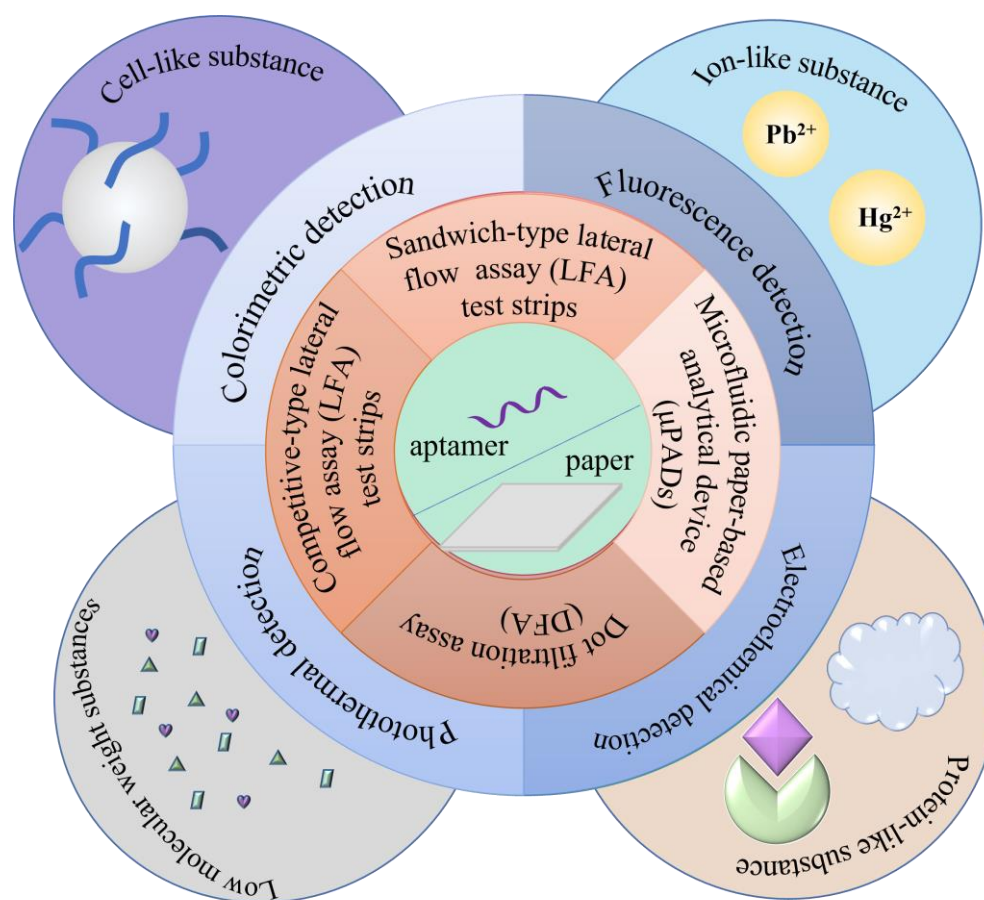 Cell-like substance
Ion-like substance
Pb²⁺
Hg²⁺
Colorimetric detection
Fluorescence detection
Sandwich-type lateral
flow assay (LFA)
test strips
Competitive-type lateral
flow assay (LFA)
test strips
Microfluidic paper-based
analytical device
(μPADs)
aptamer
paper
Dot filtration assay
(DFA)
Photothermal detection
Electrochemical detection
Low molecular weight substances
Protein-like substance